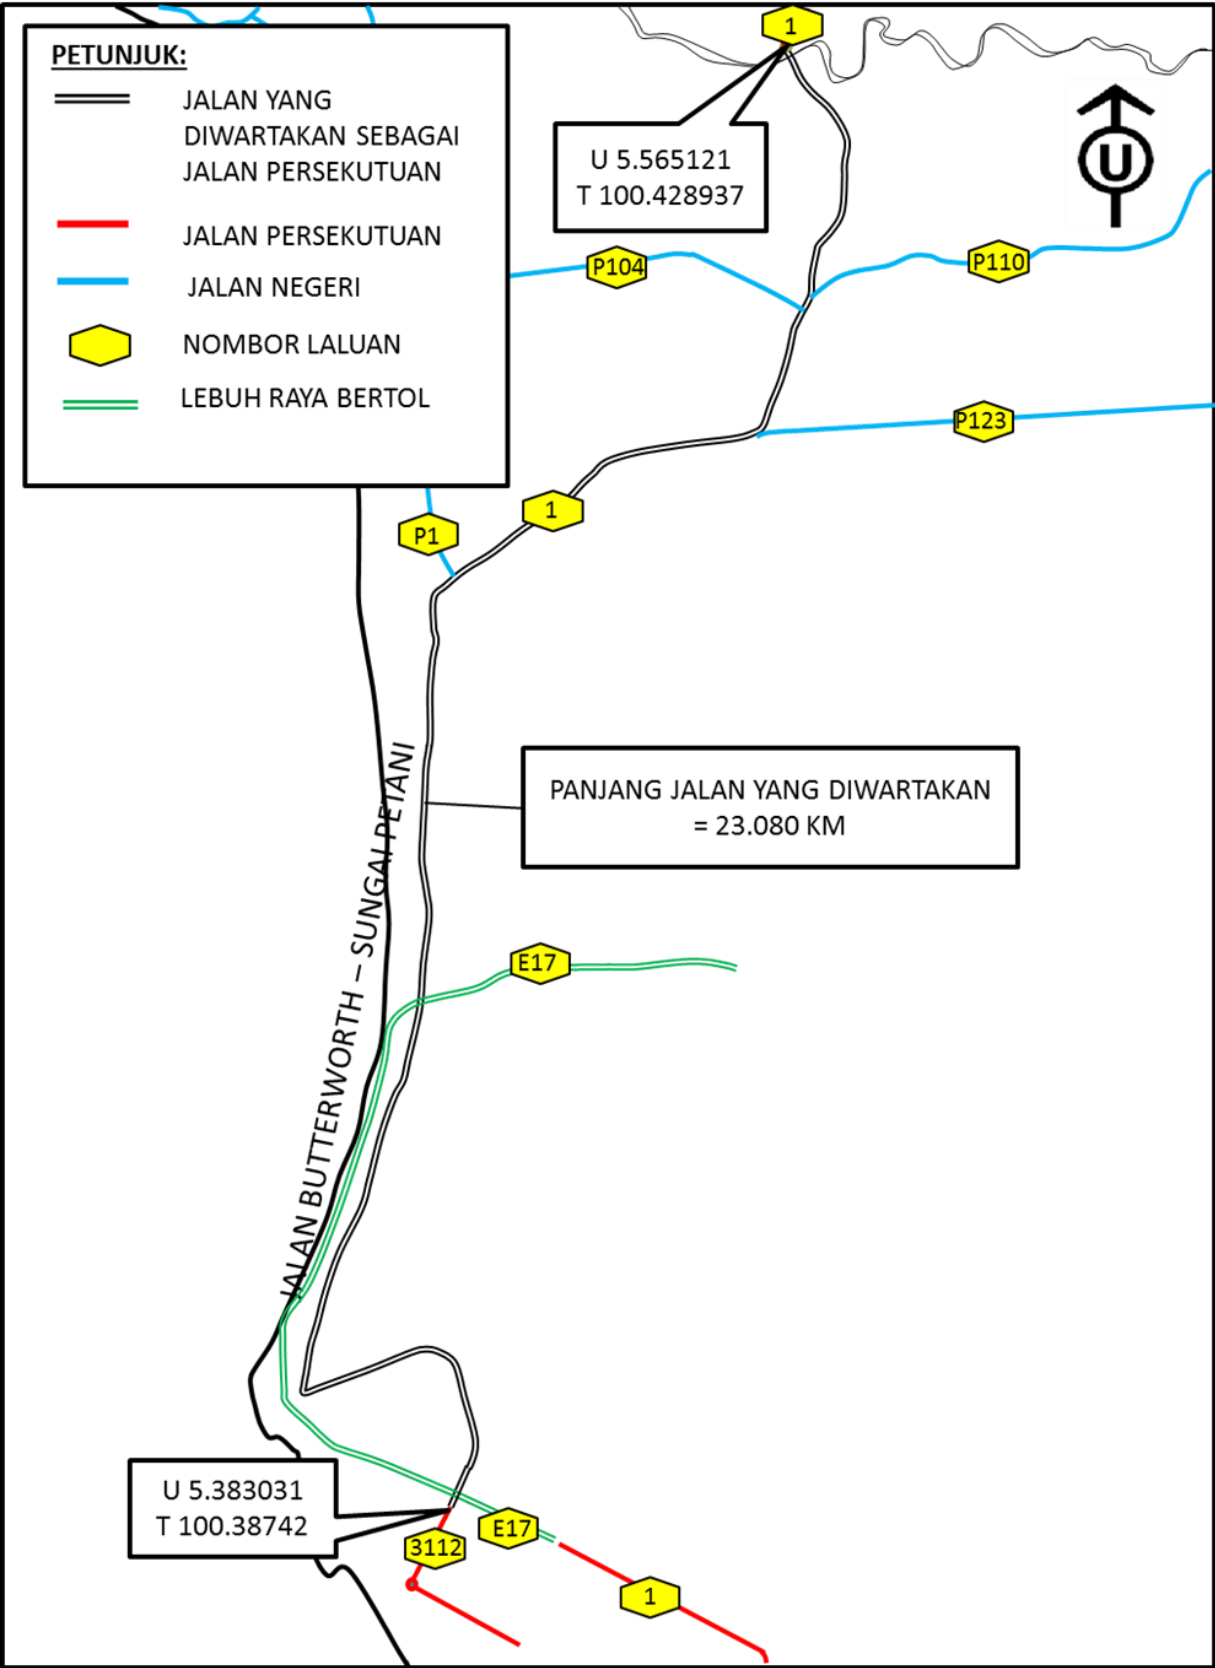 1
PETUNJUK:
JALAN YANG
DIWARTAKAN SEBAGAI
JALAN PERSEKUTUAN
JALAN PERSEKUTUAN
JALAN NEGERI
NOMBOR LALUAN
LEBUH RAYA BERTOL
U 5.565121
T 100.428937
U
P104
P110
P123
1
P1
PANJANG JALAN YANG DIWARTAKAN
= 23.080 KM
JALAN BUTTERWORTH – SUNGAI PETANI
E17
U 5.383031
T 100.38742
E17
3112
1